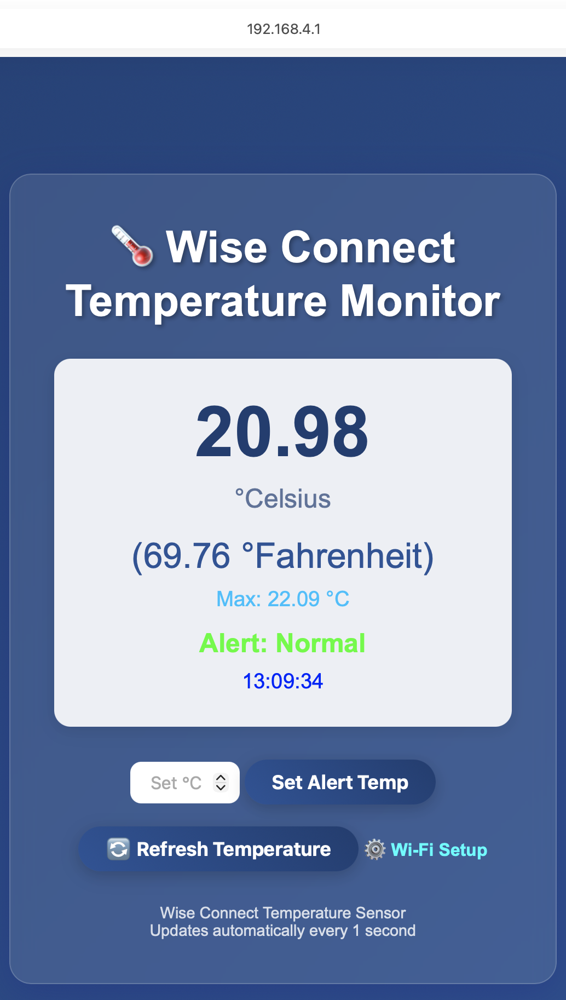 192.168.4.1
Wise Connect
Temperature Monitor
20.98
°Celsius
(69.76 °Fahrenheit)
Max: 22.09 °C
Alert: Normal
13:09:34
Set °C
Set Alert Temp
Refresh Temperature
Wi-Fi Setup
Wise Connect Temperature Sensor
Updates automatically every 1 second